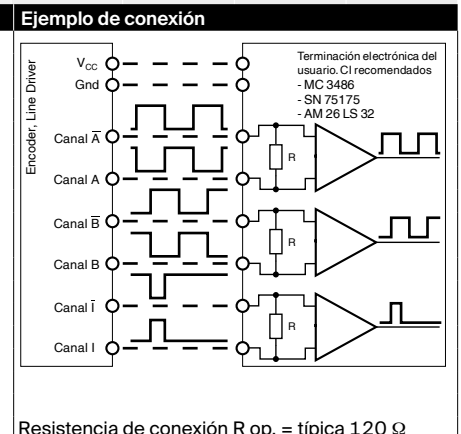 Ejemplo de conexión
Encoder, Line Driver
V_CC
Gnd
Canal A̅
Canal A
Canal B̅
Canal B
Canal I̅
Canal I
Terminación electrónica del
usuario. CI recomendados
- MC 3486
- SN 75175
- AM 26 LS 32
R
R
R
Resistencia de conexión R op. = típica 120 Ω